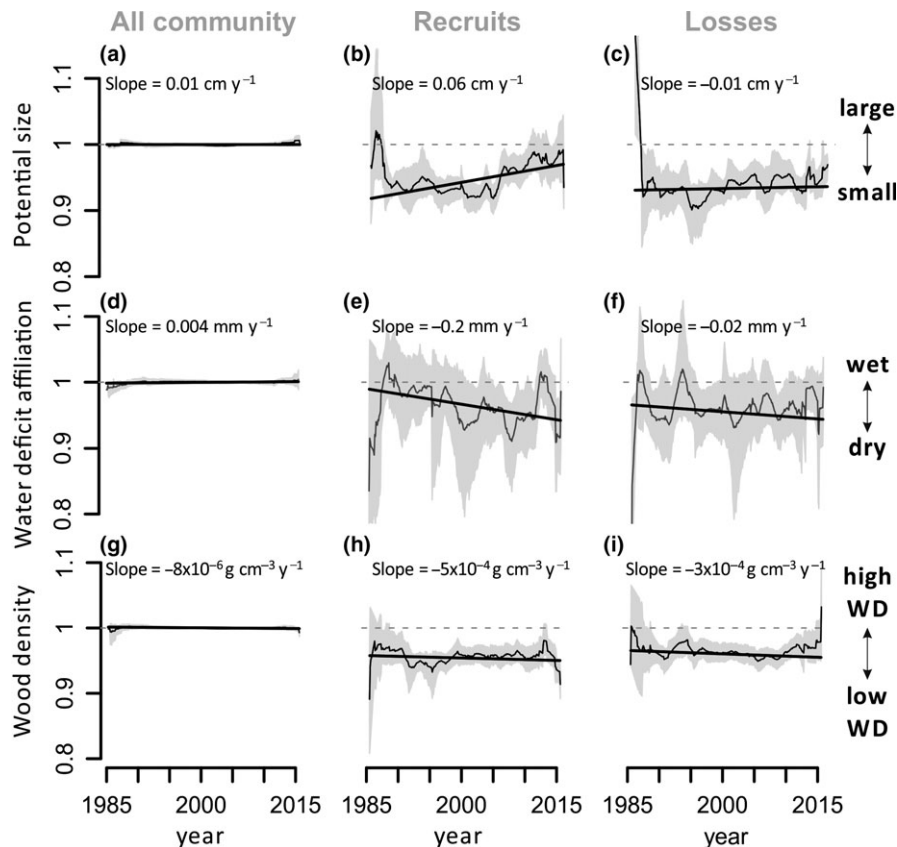 All community Recruits Losses
(a) (b) (c)
Slope = 0.01 cm y⁻¹ Slope = 0.06 cm y⁻¹ Slope = −0.01 cm y⁻¹
Potential size
1.1
1
0.9
0.8
large
small
(d) (e) (f)
Slope = 0.004 mm y⁻¹ Slope = −0.2 mm y⁻¹ Slope = −0.02 mm y⁻¹
Water deficit affiliation
1.1
1
0.9
0.8
wet
dry
(g) (h) (i)
Slope = −8x10⁻⁶ g cm⁻³ y⁻¹ Slope = −5x10⁻⁴ g cm⁻³ y⁻¹ Slope = −3x10⁻⁴ g cm⁻³ y⁻¹
Wood density
1.1
1
0.9
0.8
high
WD
low
WD
1985 2000 2015 1985 2000 2015 1985 2000 2015
year year year